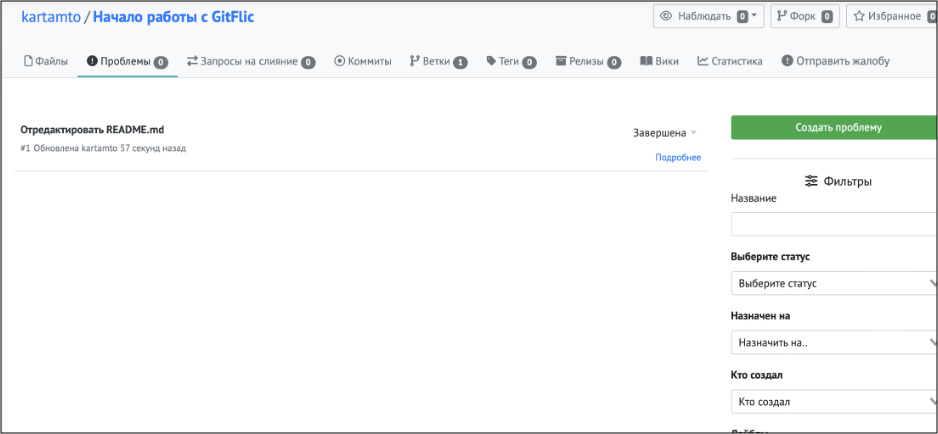 kartamto / Начало работы с GitFlic
Наблюдать 0
Форк 0
Избранное 0
Файлы
Проблемы 0
Запросы на слияние 0
Коммиты
Ветки 1
Теги 0
Релизы 0
Вики
Статистика
Отправить жалобу
Отредактировать README.md
Завершена
#1 Обновлена kartamto 57 секунд назад
Подробнее
Создать проблему
Фильтры
Название
Выберите статус
Выберите статус
Назначен на
Назначить на..
Кто создал
Кто создал